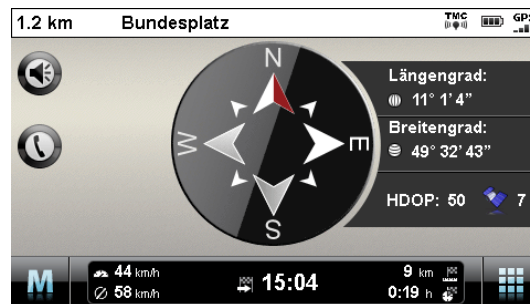 1.2 km Bundesplatz TMC GPS
N
W E
S
Längengrad:
11° 1' 4"
Breitengrad:
49° 32' 43"
HDOP: 50 7
M 44 km/h 15:04 9 km
58 km/h 0:19 h